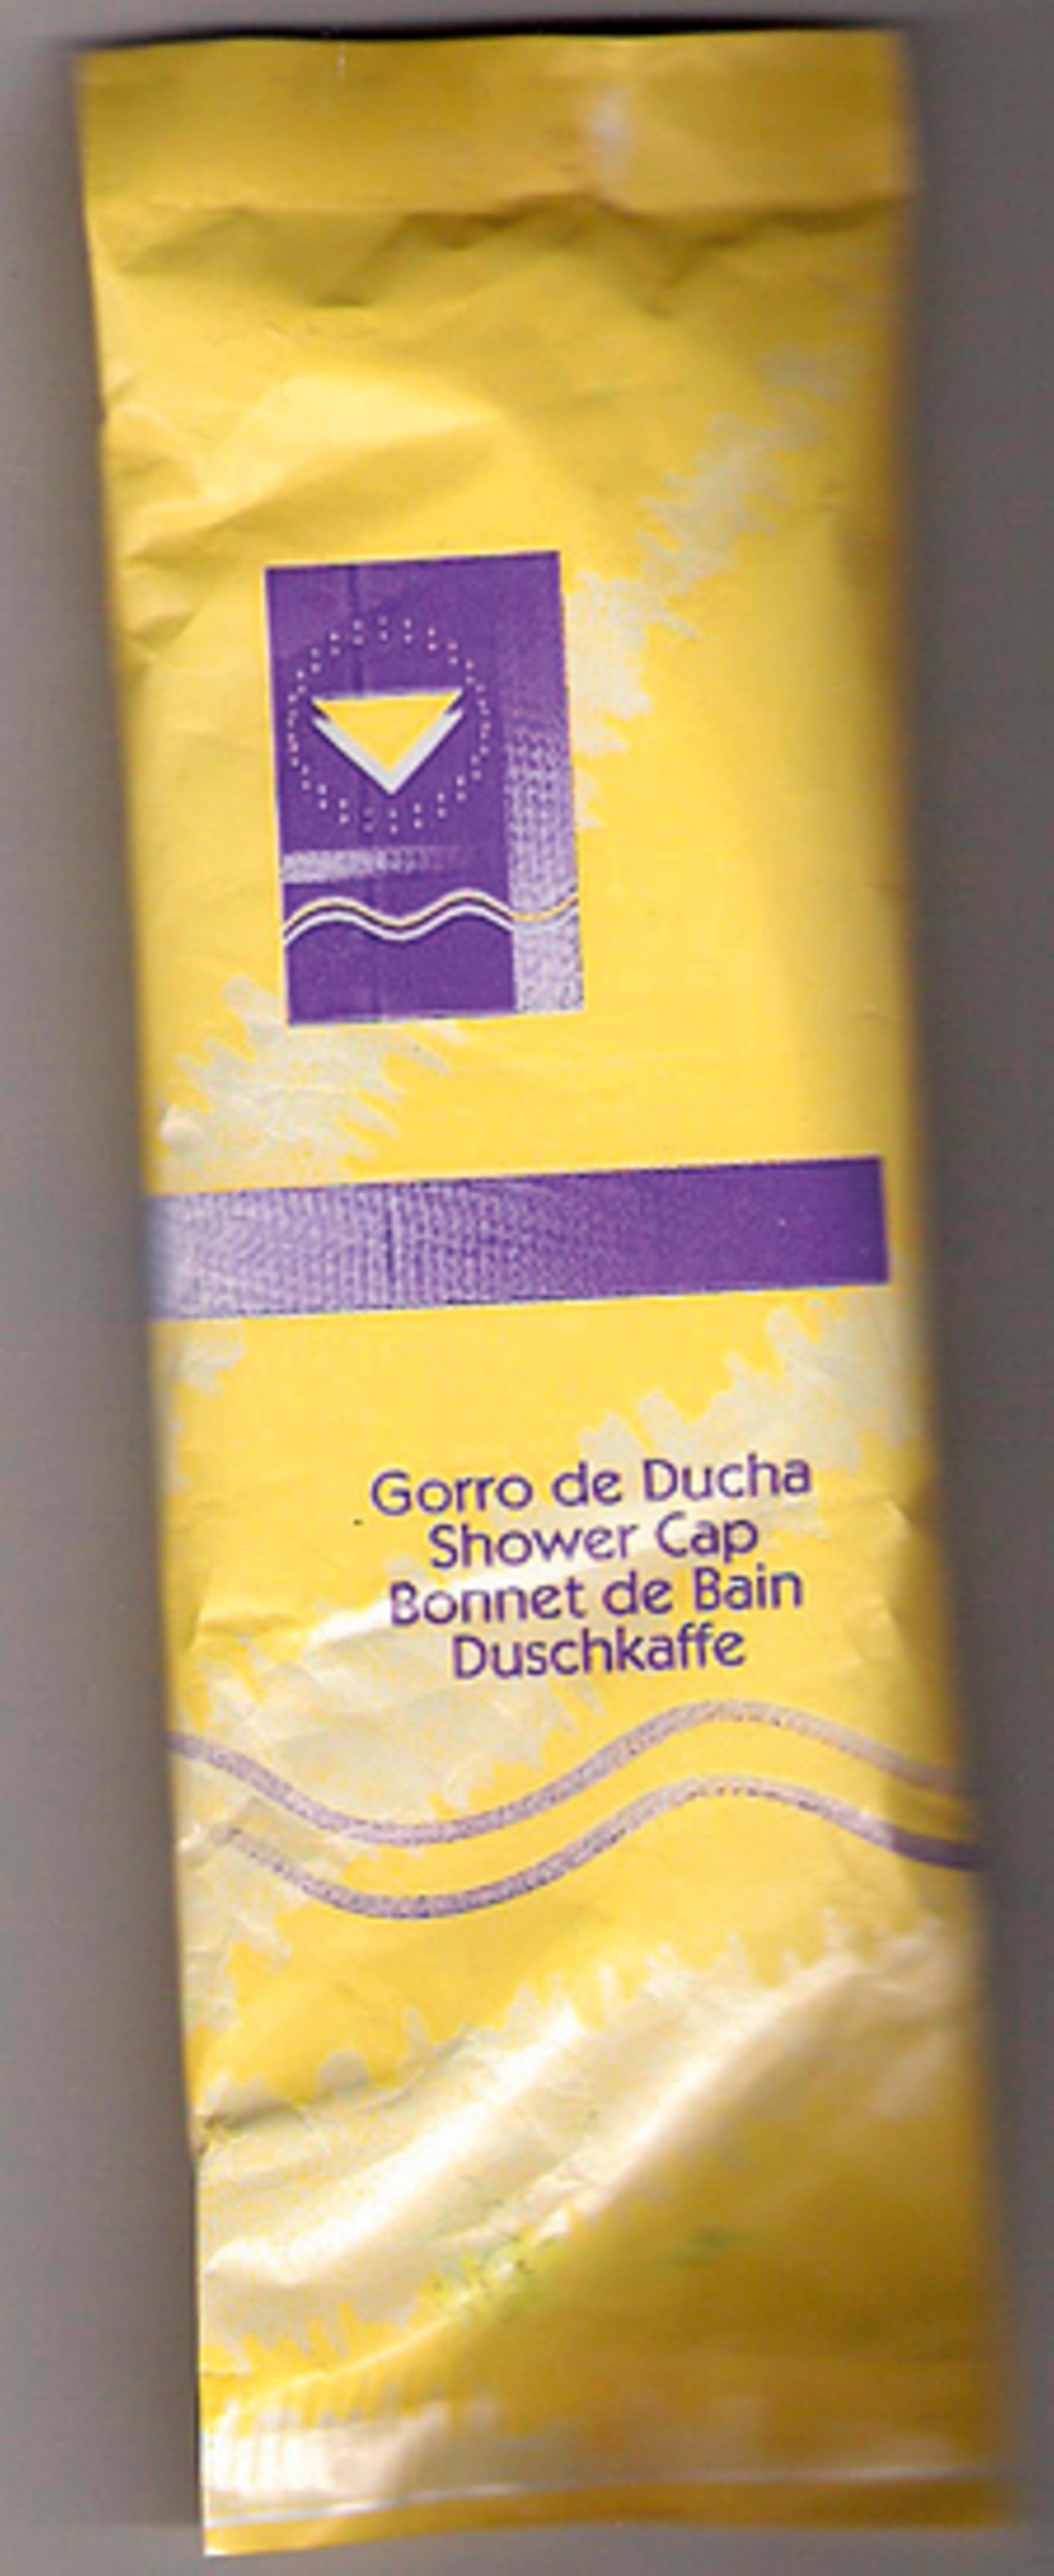 Gorro de Ducha
Shower Cap
Bonnet de Bain
Duschkaffe